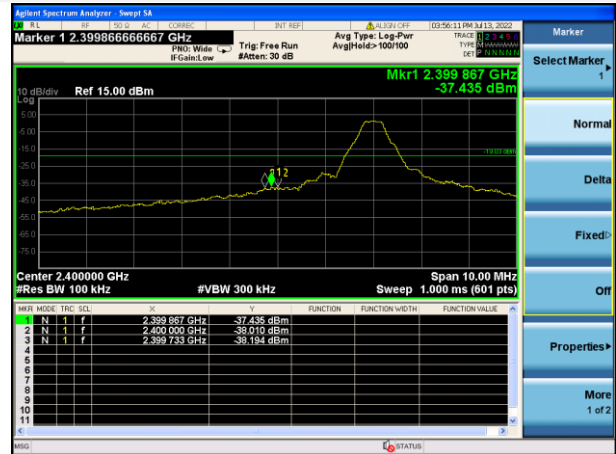 Agilent Spectrum Analyzer - Swept SA
RL RF 50 Ω AC CORREC INT REF ALIGN OFF 03:56:11 PM Jul 13, 2022
Marker 1 2.399866666667 GHz
PNO: Wide
IFGain:Low
Trig: Free Run
#Atten: 30 dB
Avg Type: Log-Pwr
Avg|Hold:>100/100
TRACE 1 2 3 4 5 6
TYPE M
DET P N N N N N
Mkr1 2.399 867 GHz
-37.435 dBm
10 dB/div Ref 15.00 dBm
Log
5.00
-5.00
-15.0
-25.0
-35.0
-45.0
-55.0
-65.0
-75.0
12
Center 2.400000 GHz Span 10.00 MHz
#Res BW 100 kHz #VBW 300 kHz Sweep 1.000 ms (601 pts)
MKR MODE TRC SCL X Y FUNCTION FUNCTION WIDTH FUNCTION VALUE
1 N 1 f 2.399 867 GHz -37.435 dBm
2 N 1 f 2.400 000 GHz -38.010 dBm
3 N 1 f 2.399 733 GHz -38.194 dBm
4
5
6
7
8
9
10
11
MSG STATUS
Marker
Select Marker
1
Normal
Delta
Fixed
Off
Properties
More
1 of 2